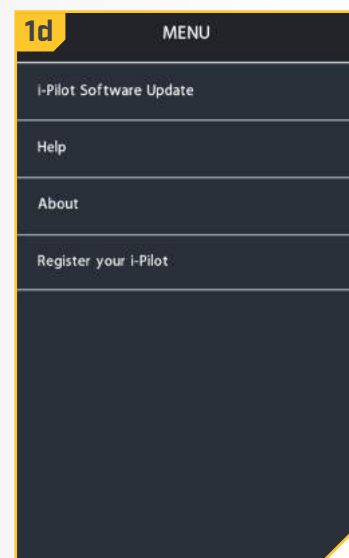 1d
MENU
i-Pilot Software Update
Help
About
Register your i-Pilot